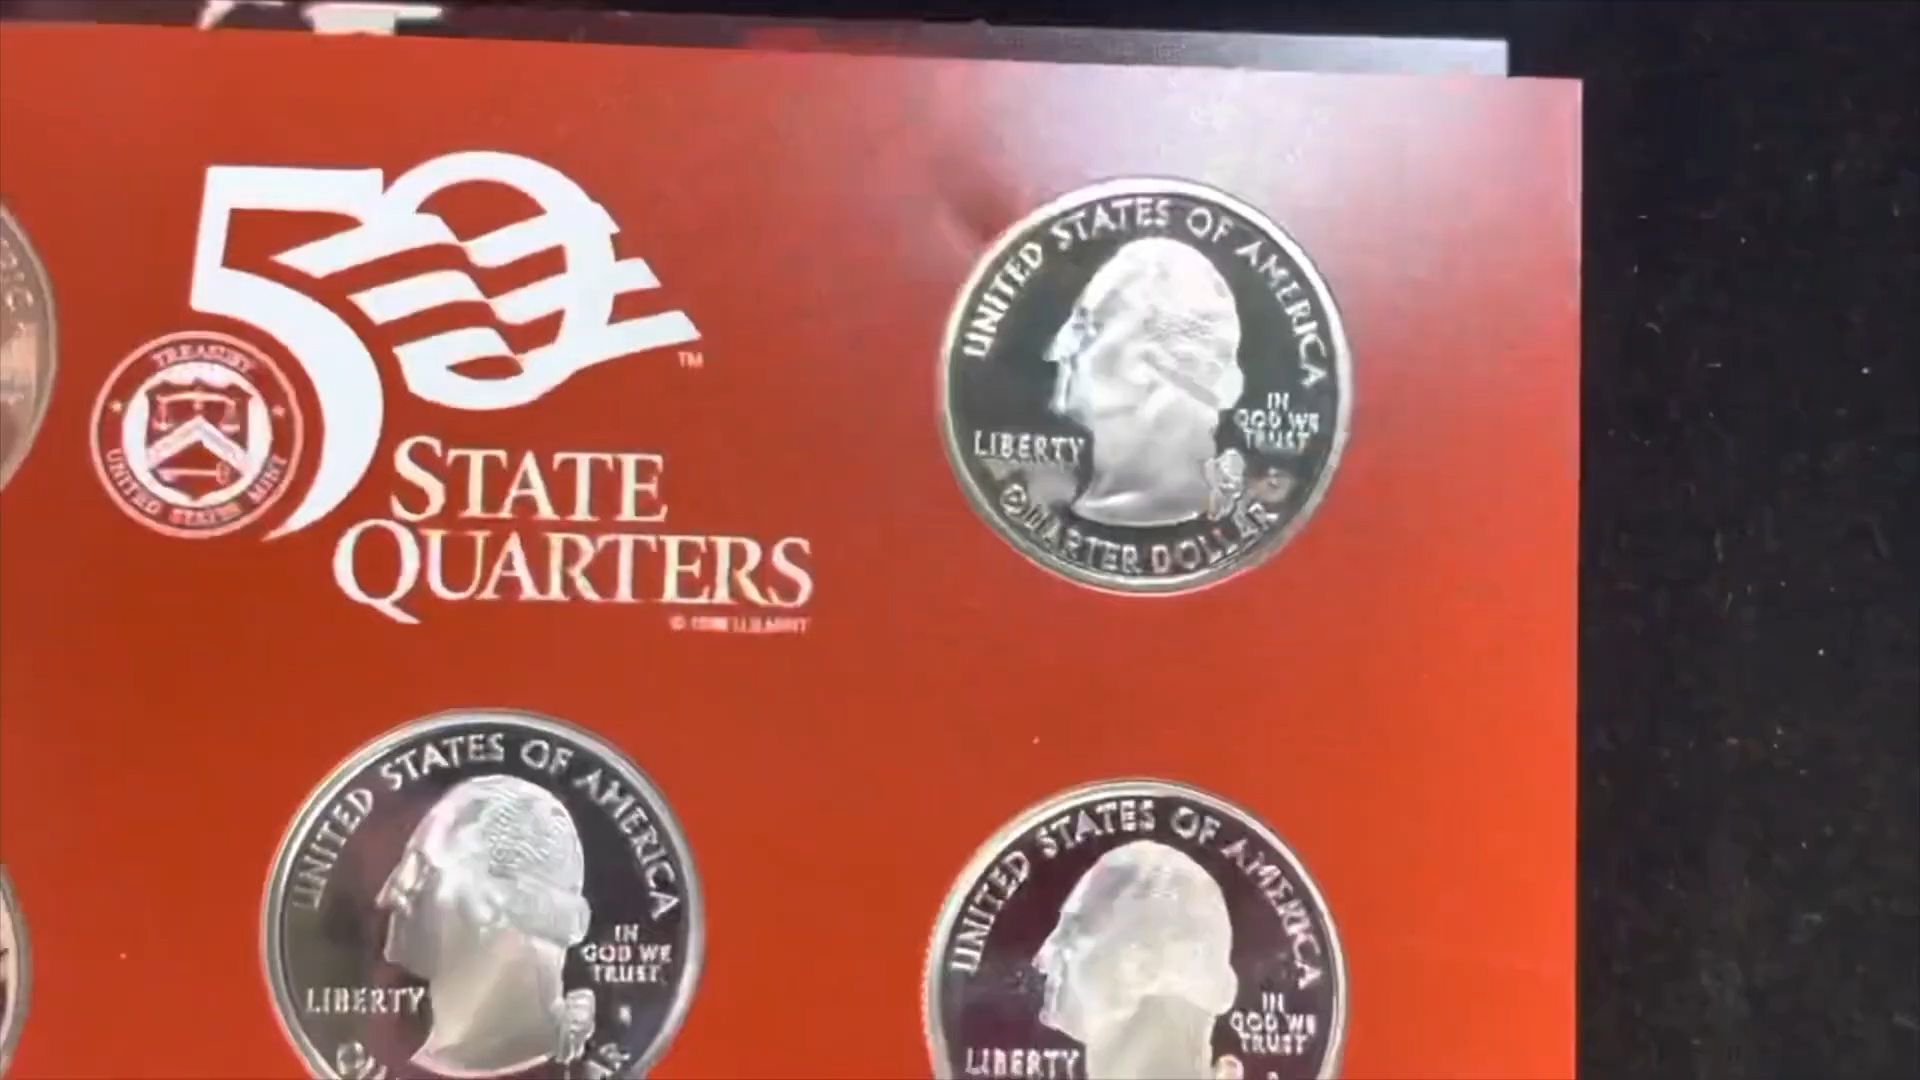 50
™
TREASURY
UNITED STATES MINT
STATE
QUARTERS
UNITED STATES OF AMERICA
LIBERTY
IN
GOD WE
TRUST
QUARTER DOLLAR
UNITED STATES OF AMERICA
LIBERTY
IN
GOD WE
TRUST
UNITED STATES OF AMERICA
LIBERTY
IN
GOD WE
TRUST